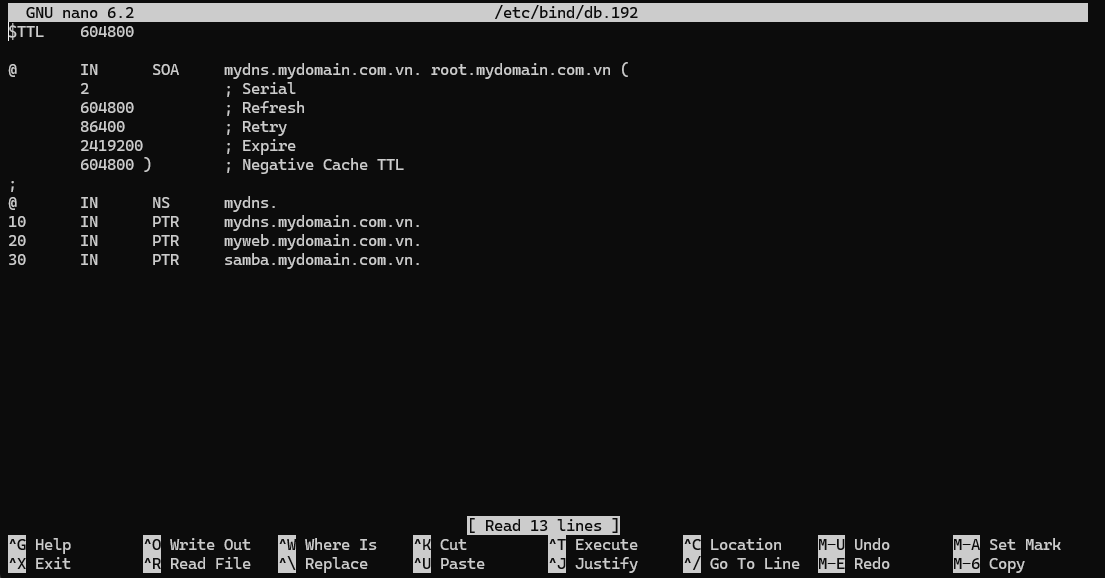 GNU nano 6.2 /etc/bind/db.192
$TTL 604800
@ IN SOA mydns.mydomain.com.vn. root.mydomain.com.vn (
2 ; Serial
604800 ; Refresh
86400 ; Retry
2419200 ; Expire
604800 ) ; Negative Cache TTL
;
@ IN NS mydns.
10 IN PTR mydns.mydomain.com.vn.
20 IN PTR myweb.mydomain.com.vn.
30 IN PTR samba.mydomain.com.vn.
[ Read 13 lines ]
^G Help ^O Write Out ^W Where Is ^K Cut ^T Execute ^C Location M-U Undo M-A Set Mark
^X Exit ^R Read File ^\ Replace ^U Paste ^J Justify ^/ Go To Line M-E Redo M-6 Copy